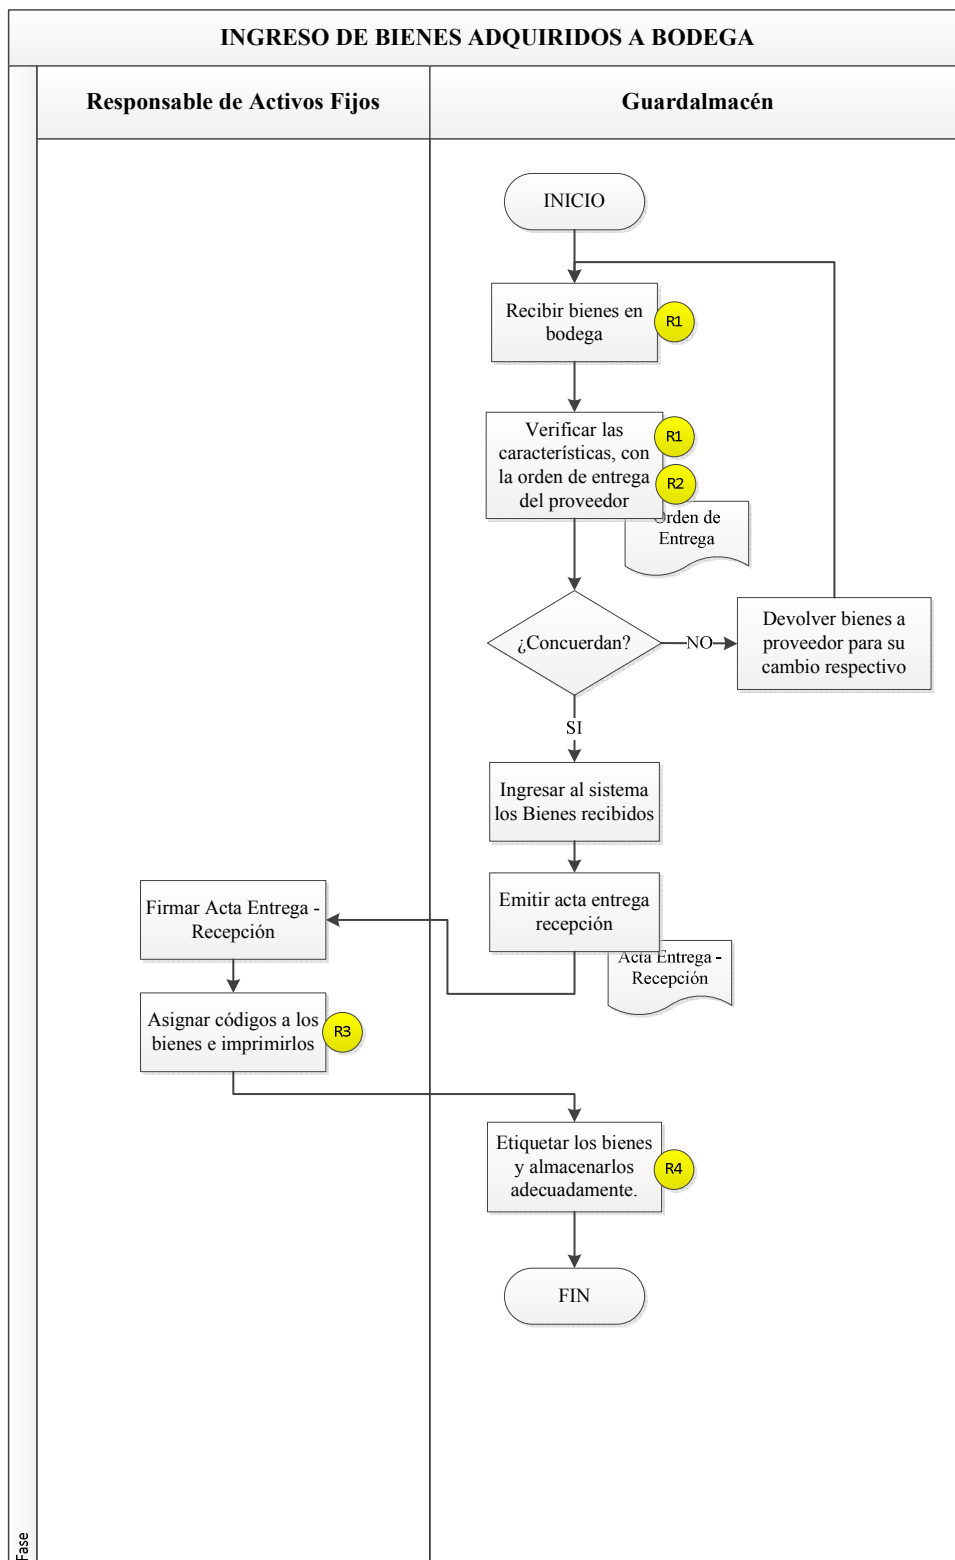 INGRESO DE BIENES ADQUIRIDOS A BODEGA
Responsable de Activos Fijos
Guardalmacén
INICIO
Recibir bienes en
bodega
R1
Verificar las
características, con
la orden de entrega
del proveedor
R1
R2
Orden de
Entrega
¿Concuerdan?
NO
Devolver bienes a
proveedor para su
cambio respectivo
SI
Ingresar al sistema
los Bienes recibidos
Emitir acta entrega
recepción
Acta Entrega -
Recepción
Firmar Acta Entrega -
Recepción
Asignar códigos a los
bienes e imprimirlos
R3
Etiquetar los bienes
y almacenarlos
adecuadamente.
R4
FIN
Fase